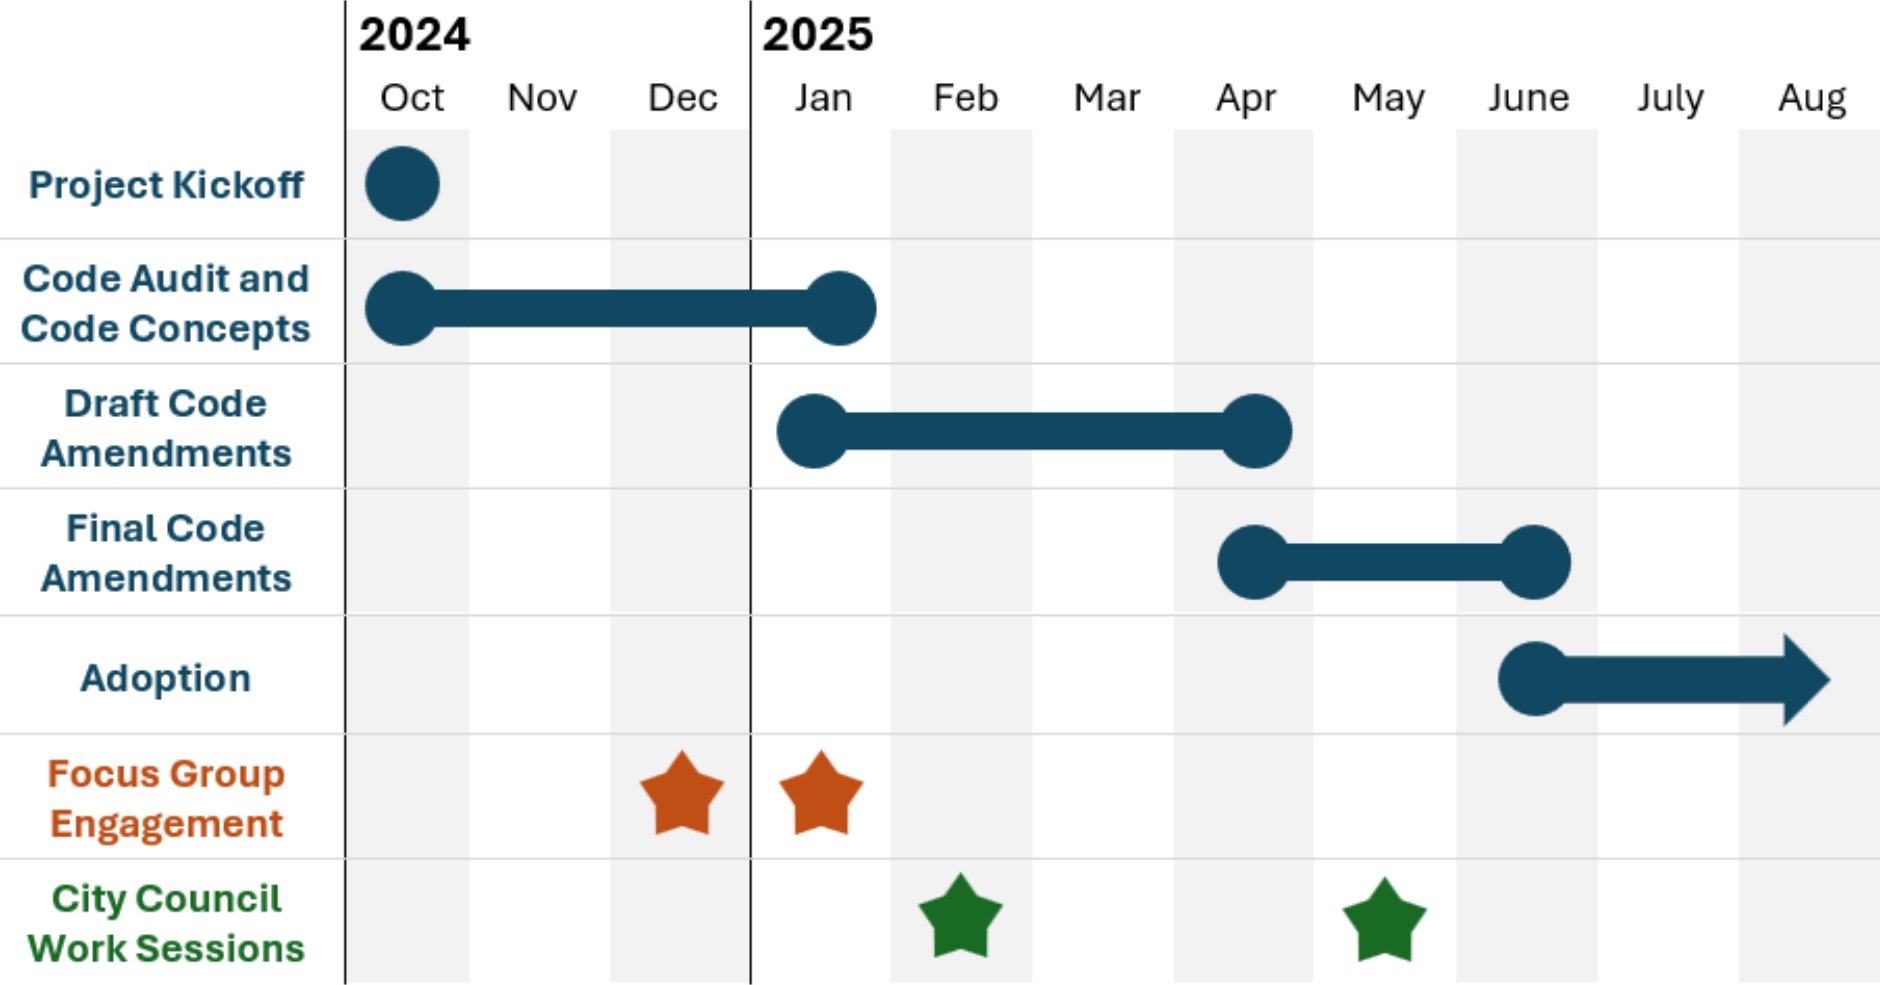 2024 2025
Oct Nov Dec Jan Feb Mar Apr May June July Aug
Project Kickoff
Code Audit and
Code Concepts
Draft Code
Amendments
Final Code
Amendments
Adoption
Focus Group
Engagement
City Council
Work Sessions